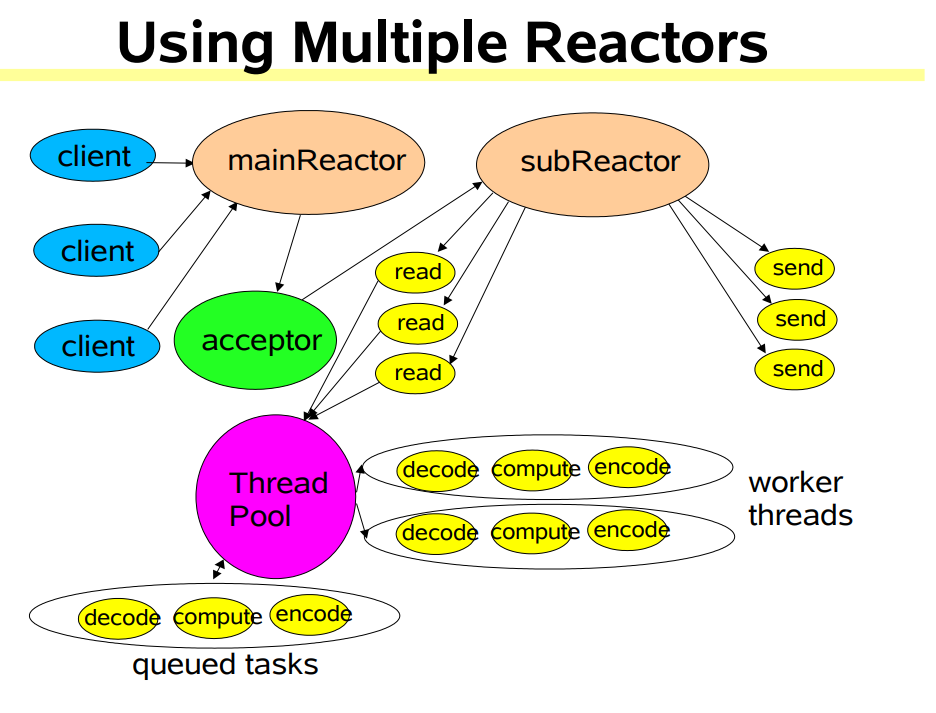 Using Multiple Reactors
client
mainReactor
subReactor
client
client
acceptor
read
read
read
send
send
send
Thread
Pool
decode compute encode
decode compute encode
worker
threads
decode compute encode
queued tasks